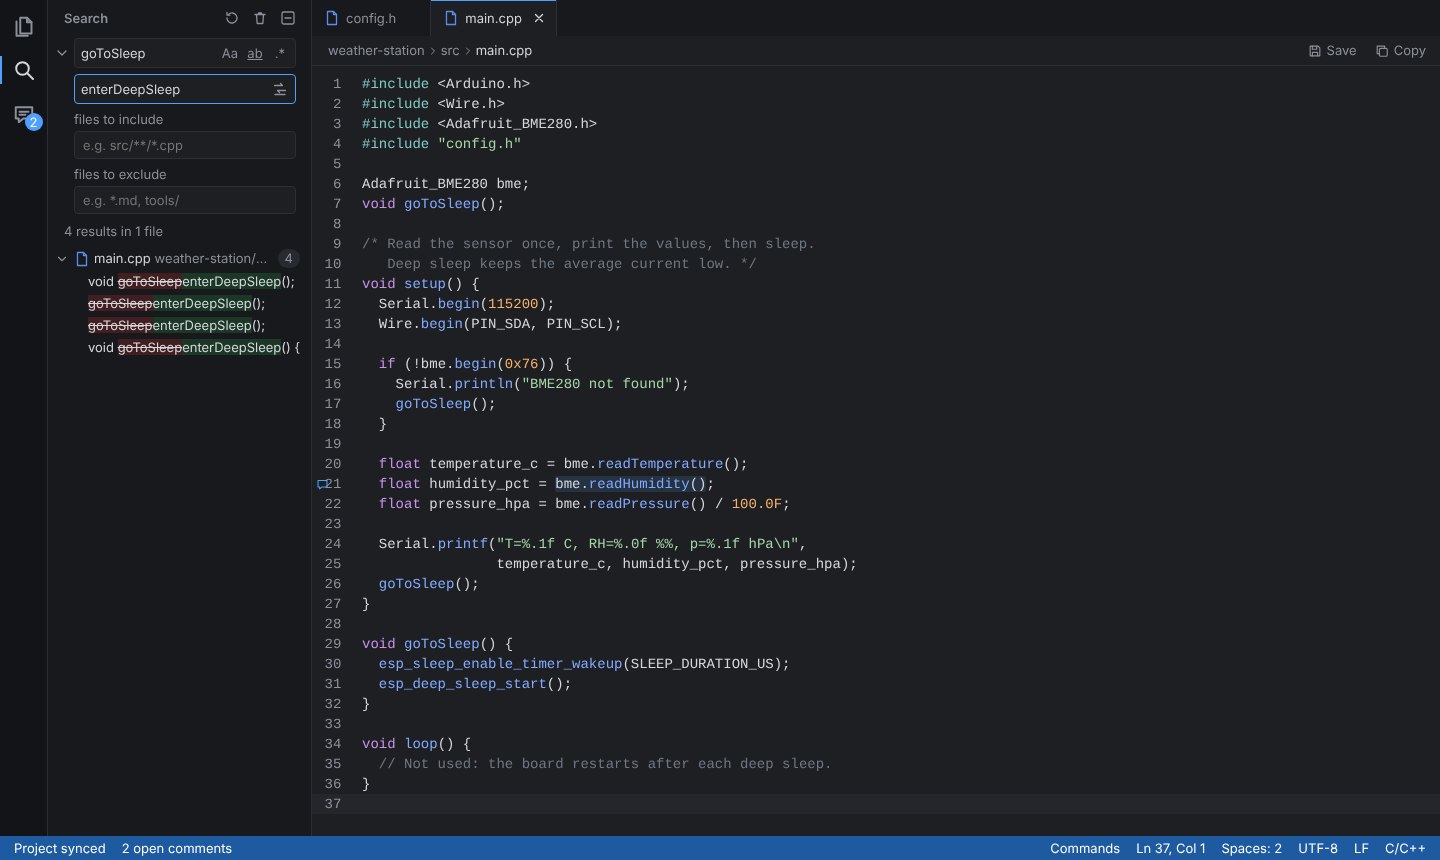 Search
goToSleep Aa ab .*
enterDeepSleep
files to include
e.g. src/**/*.cpp
files to exclude
e.g. *.md, tools/
4 results in 1 file
main.cpp weather-station/... 4
void goToSleepenterDeepSleep();
goToSleepenterDeepSleep();
goToSleepenterDeepSleep();
void goToSleepenterDeepSleep() {
2
config.h main.cpp
weather-station › src › main.cpp Save Copy
1 #include <Arduino.h>
2 #include <Wire.h>
3 #include <Adafruit_BME280.h>
4 #include "config.h"
5
6 Adafruit_BME280 bme;
7 void goToSleep();
8
9 /* Read the sensor once, print the values, then sleep.
10    Deep sleep keeps the average current low. */
11 void setup() {
12   Serial.begin(115200);
13   Wire.begin(PIN_SDA, PIN_SCL);
14
15   if (!bme.begin(0x76)) {
16     Serial.println("BME280 not found");
17     goToSleep();
18   }
19
20   float temperature_c = bme.readTemperature();
21   float humidity_pct = bme.readHumidity();
22   float pressure_hpa = bme.readPressure() / 100.0F;
23
24   Serial.printf("T=%.1f C, RH=%.0f %%, p=%.1f hPa\n",
25                 temperature_c, humidity_pct, pressure_hpa);
26   goToSleep();
27 }
28
29 void goToSleep() {
30   esp_sleep_enable_timer_wakeup(SLEEP_DURATION_US);
31   esp_deep_sleep_start();
32 }
33
34 void loop() {
35   // Not used: the board restarts after each deep sleep.
36 }
37
Project synced 2 open comments Commands Ln 37, Col 1 Spaces: 2 UTF-8 LF C/C++